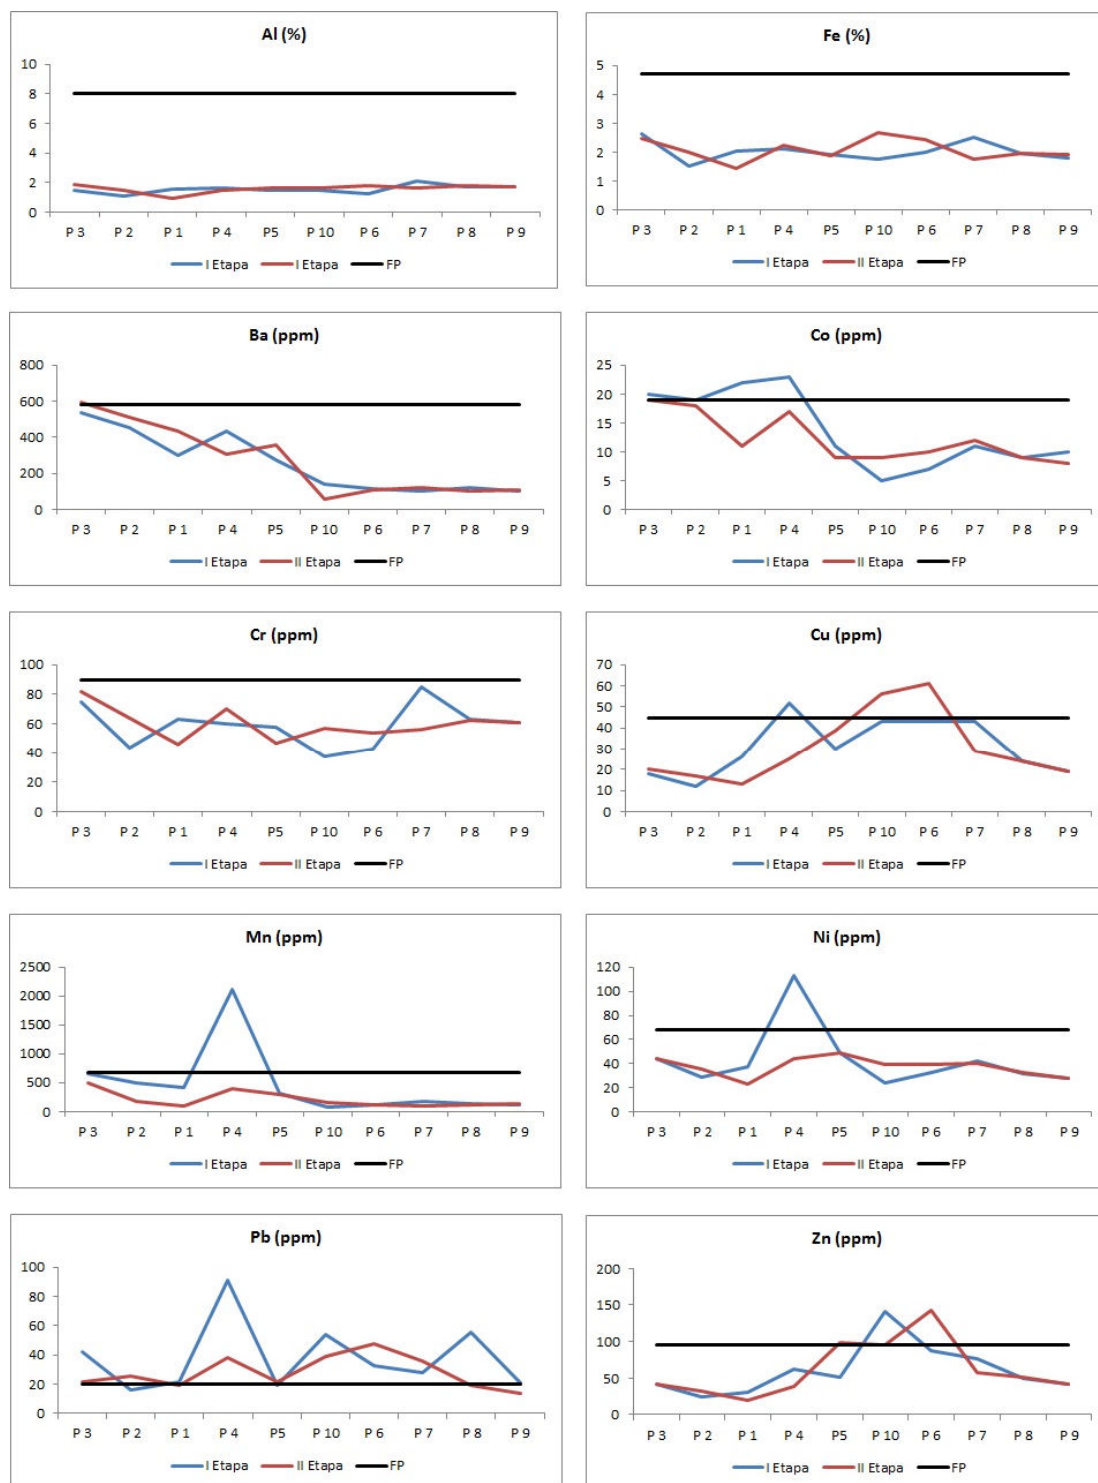 Al (%)
10
8
6
4
2
0
P 3 P 2 P 1 P 4 P5 P 10 P 6 P 7 P 8 P 9
I Etapa I Etapa FP
Fe (%)
5
4
3
2
1
0
P 3 P 2 P 1 P 4 P5 P 10 P 6 P 7 P 8 P 9
I Etapa II Etapa FP
Ba (ppm)
800
600
400
200
0
P 3 P 2 P 1 P 4 P5 P 10 P 6 P 7 P 8 P 9
I Etapa II Etapa FP
Co (ppm)
25
20
15
10
5
0
P 3 P 2 P 1 P 4 P5 P 10 P 6 P 7 P 8 P 9
I Etapa II Etapa FP
Cr (ppm)
100
80
60
40
20
0
P 3 P 2 P 1 P 4 P5 P 10 P 6 P 7 P 8 P 9
I Etapa II Etapa FP
Cu (ppm)
70
60
50
40
30
20
10
0
P 3 P 2 P 1 P 4 P5 P 10 P 6 P 7 P 8 P 9
I Etapa II Etapa FP
Mn (ppm)
2500
2000
1500
1000
500
0
P 3 P 2 P 1 P 4 P5 P 10 P 6 P 7 P 8 P 9
I Etapa II Etapa FP
Ni (ppm)
120
100
80
60
40
20
0
P 3 P 2 P 1 P 4 P5 P 10 P 6 P 7 P 8 P 9
I Etapa II Etapa FP
Pb (ppm)
100
80
60
40
20
0
P 3 P 2 P 1 P 4 P5 P 10 P 6 P 7 P 8 P 9
I Etapa II Etapa FP
Zn (ppm)
200
150
100
50
0
P 3 P 2 P 1 P 4 P5 P 10 P 6 P 7 P 8 P 9
I Etapa II Etapa FP